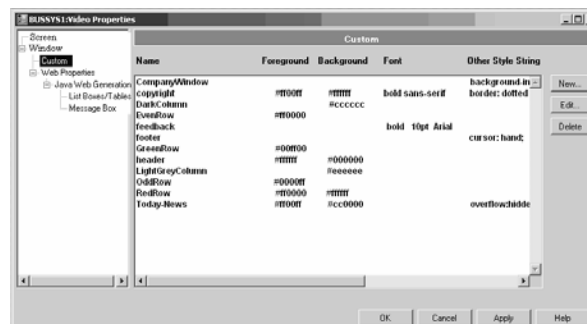 BUSSYS1:Video Properties
Screen
Window
Custom
Web Properties
Java Web Generation
List Boxes/Tables
Message Box
Custom
Name Foreground Background Font Other Style String
CompanyWindow background-in
copyright #ff00ff #ffffff bold sans-serif border: dotted
DarkColumn #cccccc
EvenRow #ff0000
feedback bold 10pt Arial
footer cursor: hand;
GreenRow #00ff00
header #ffffff #000000
LightGreyColumn #eeeeee
OddRow #0000ff
RedRow #ff0000 #ffffff
Today-News #ff00ff #cc0000 overflow:hidde
New...
Edit...
Delete
OK Cancel Apply Help